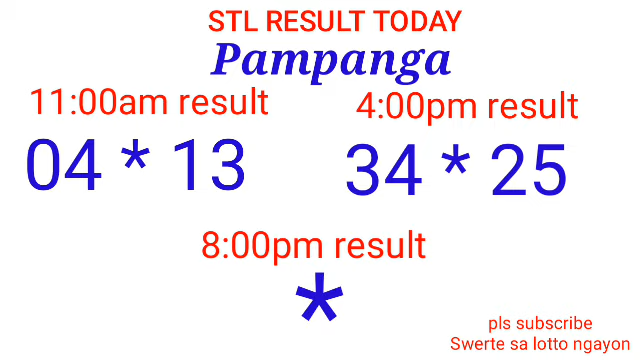 STL RESULT TODAY
Pampanga
11:00am result
04 * 13
4:00pm result
34 * 25
8:00pm result
*
pls subscribe
Swerte sa lotto ngayon